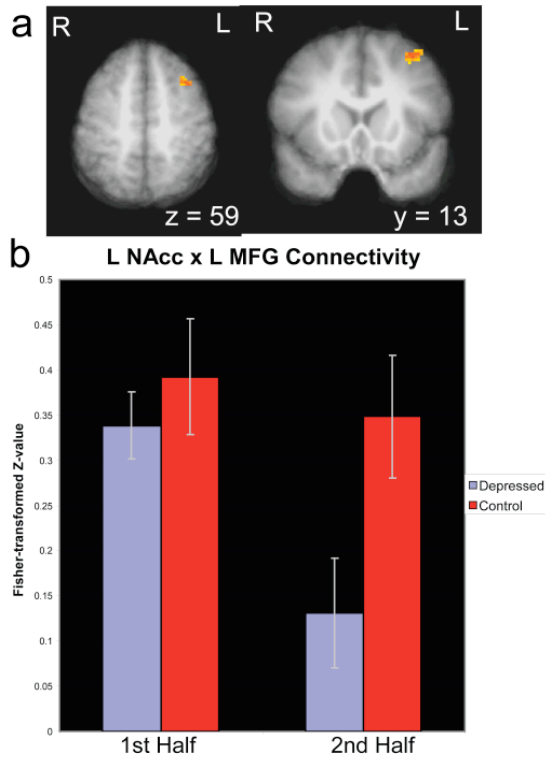 a
R L R L
z = 59 y = 13
b
L NAcc x L MFG Connectivity
0.5
0.45
0.4
0.35
0.3
0.25
0.2
0.15
0.1
0.05
0
Fisher-transformed Z-value
Depressed
Control
1st Half 2nd Half